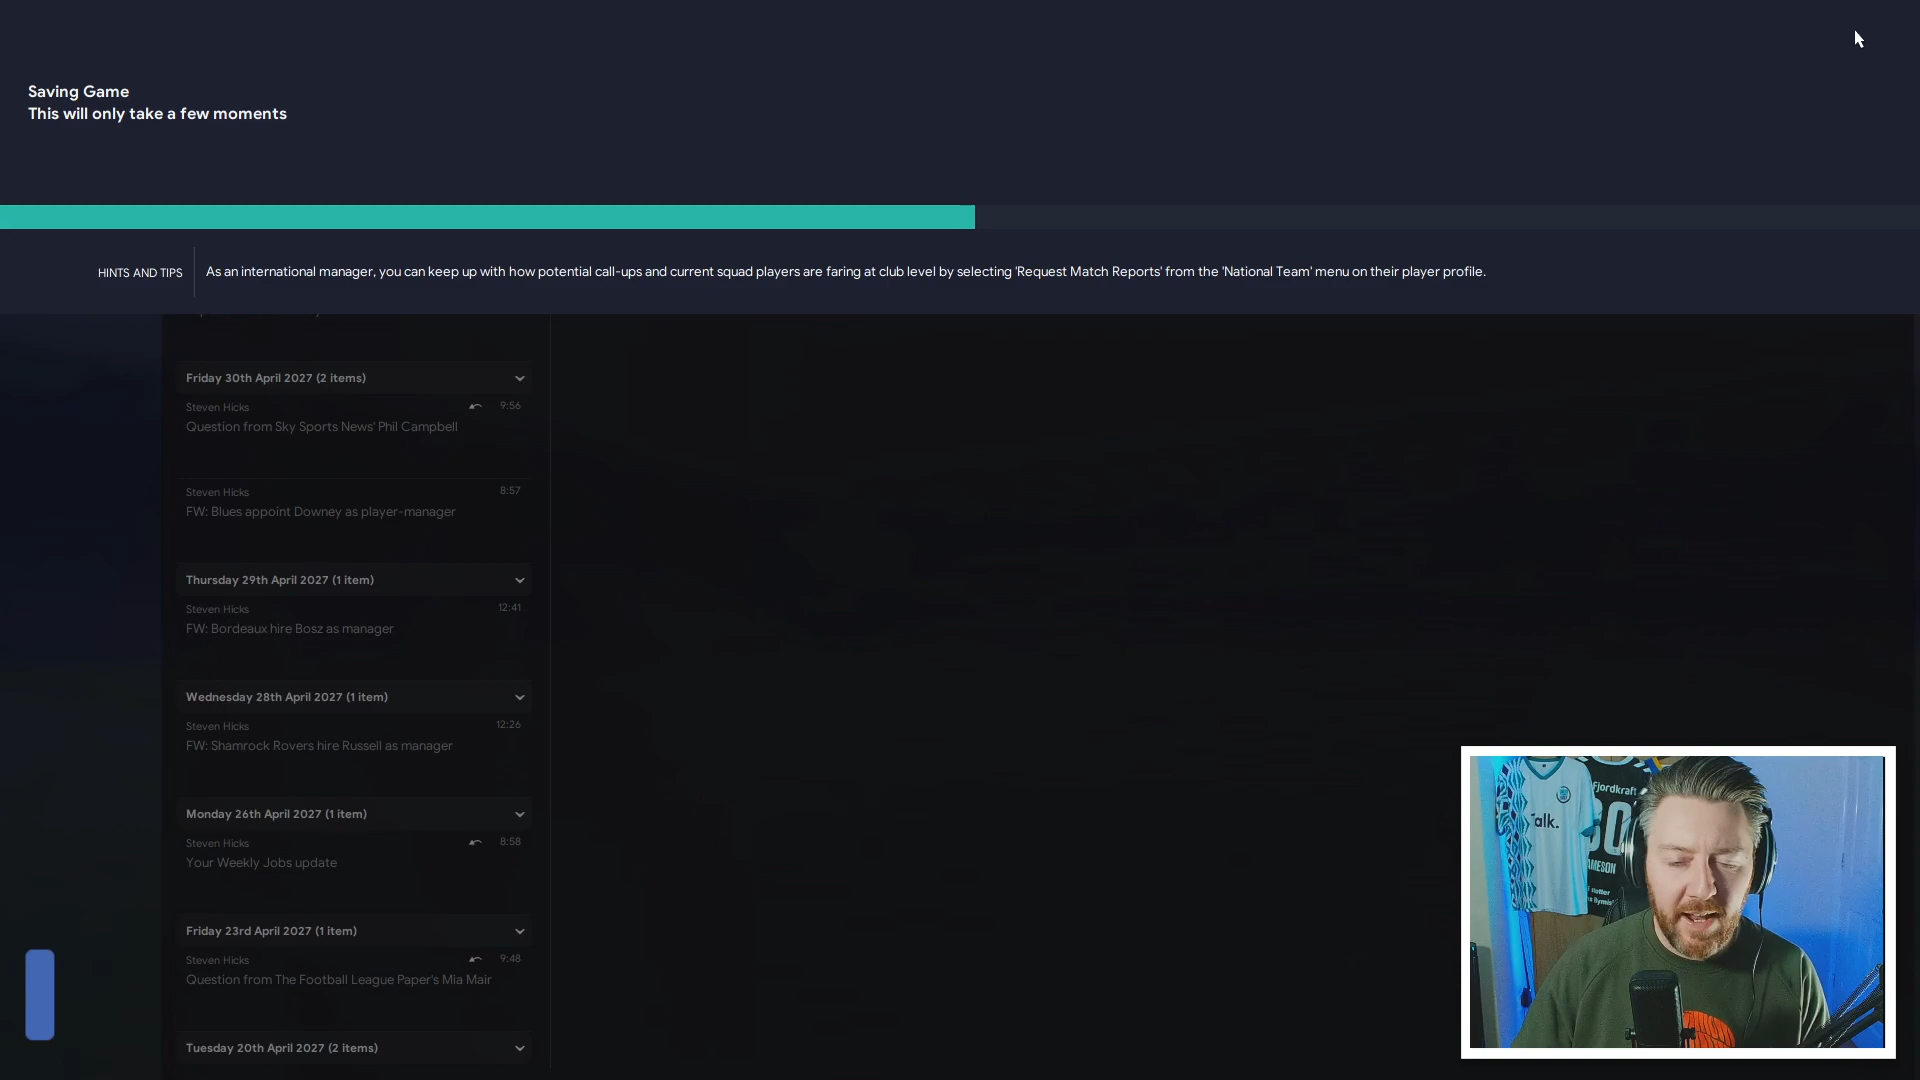 Saving Game
This will only take a few moments
HINTS AND TIPS
As an international manager, you can keep up with how potential call-ups and current squad players are faring at club level by selecting 'Request Match Reports' from the 'National Team' menu on their player profile.
Friday 30th April 2027 (2 items)
Steven Hicks 9:56
Question from Sky Sports News' Phil Campbell
Steven Hicks 8:57
FW: Blues appoint Downey as player-manager
Thursday 29th April 2027 (1 item)
Steven Hicks 12:41
FW: Bordeaux hire Bosz as manager
Wednesday 28th April 2027 (1 item)
Steven Hicks 12:26
FW: Shamrock Rovers hire Russell as manager
Monday 26th April 2027 (1 item)
Steven Hicks 8:58
Your Weekly Jobs update
Friday 23rd April 2027 (1 item)
Steven Hicks 9:48
Question from The Football League Paper's Mia Mair
Tuesday 20th April 2027 (2 items)
Fjordkraft
Talk.